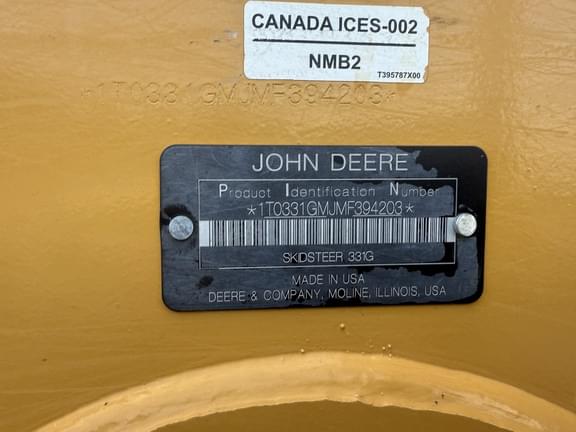 CANADA ICES-002
NMB2
T395787X00
*1T0331GMJMF394203*
JOHN DEERE
Product Identification Number
*1T0331GMJMF394203*
SKIDSTEER 331G
MADE IN USA
DEERE & COMPANY, MOLINE, ILLINOIS, USA